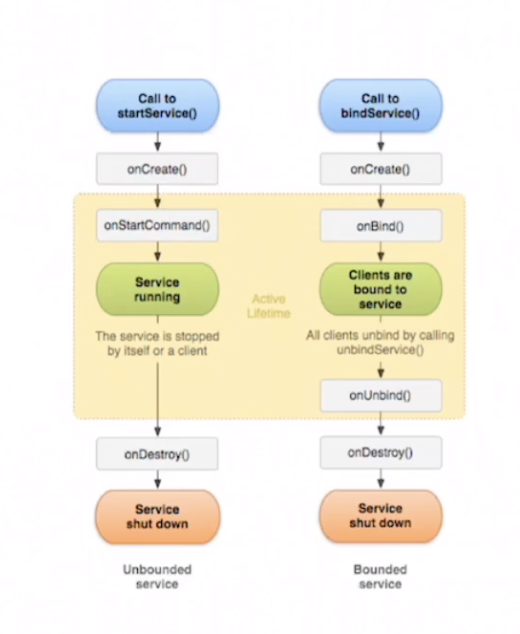 Call to
startService()
onCreate()
onStartCommand()
Service
running
The service is stopped
by itself or a client
onDestroy()
Service
shut down
Unbounded
service
Active
Lifetime
Call to
bindService()
onCreate()
onBind()
Clients are
bound to
service
All clients unbind by calling
unbindService()
onUnbind()
onDestroy()
Service
shut down
Bounded
service